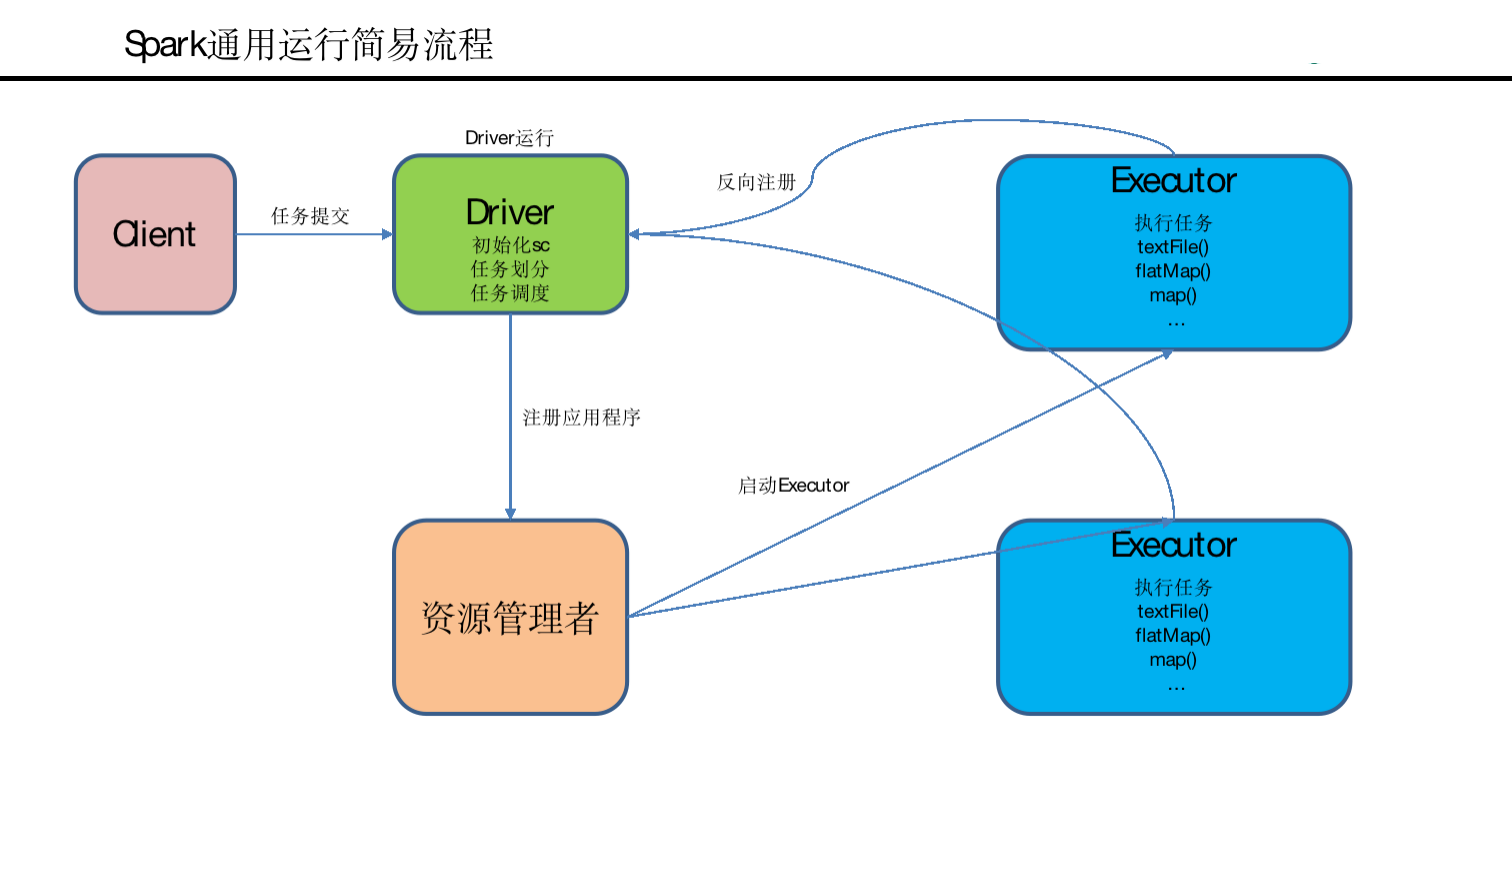 Spark通用运行简易流程
Driver运行
Client
任务提交
Driver
初始化sc
任务划分
任务调度
反向注册
Executor
执行任务
textFile()
flatMap()
map()
...
注册应用程序
启动Executor
资源管理者
Executor
执行任务
textFile()
flatMap()
map()
...